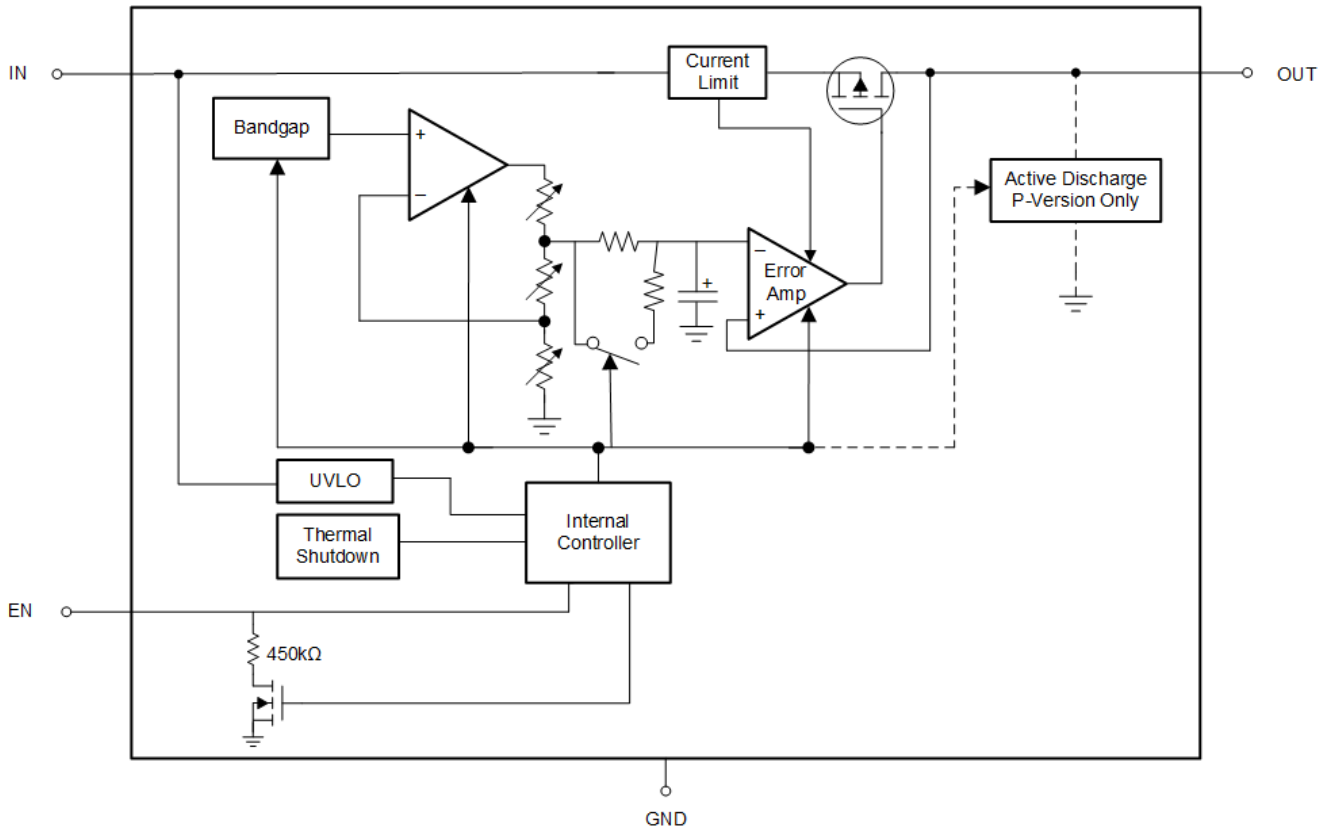 IN
Current
Limit
OUT
Bandgap
+
−
Active Discharge
P-Version Only
+
−
Error
Amp
+
UVLO
Thermal
Shutdown
Internal
Controller
EN
450kΩ
GND